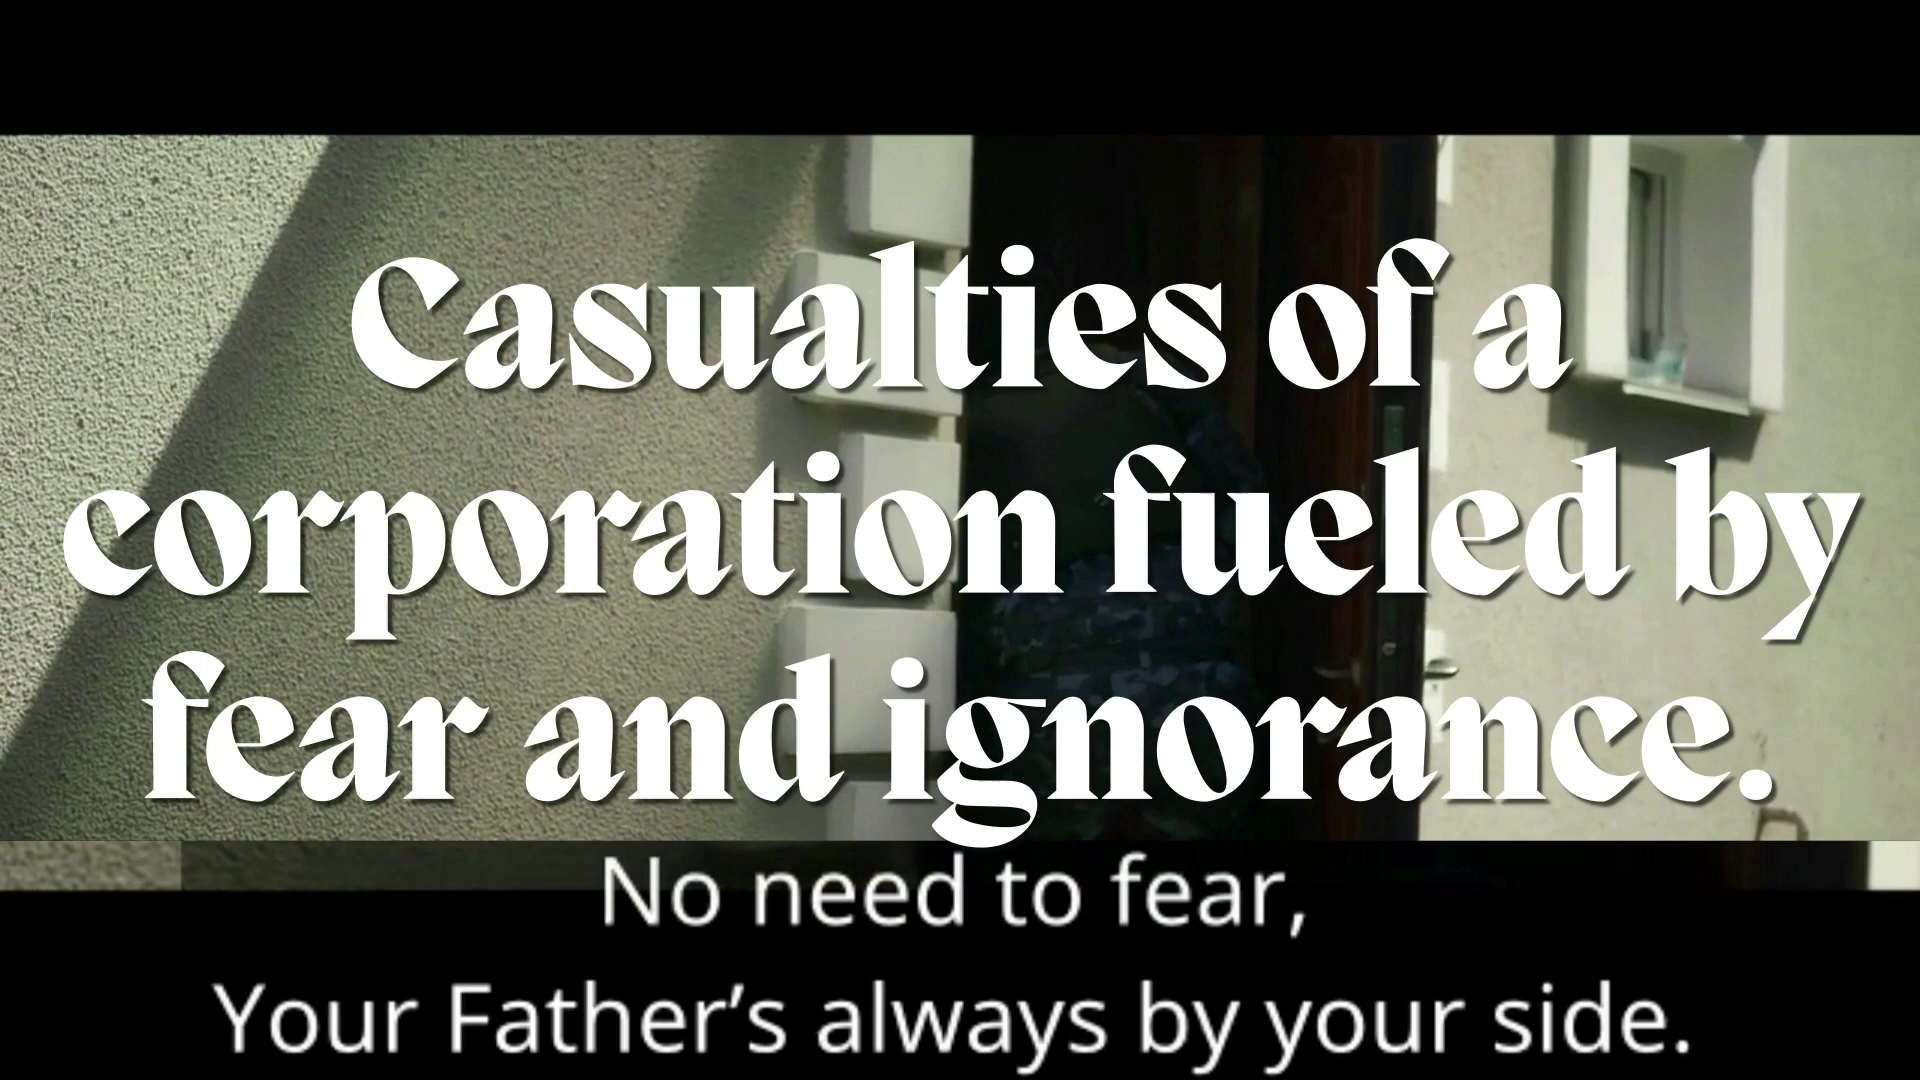 Casualties of a
corporation fueled by
fear and ignorance.
No need to fear,
Your Father’s always by your side.